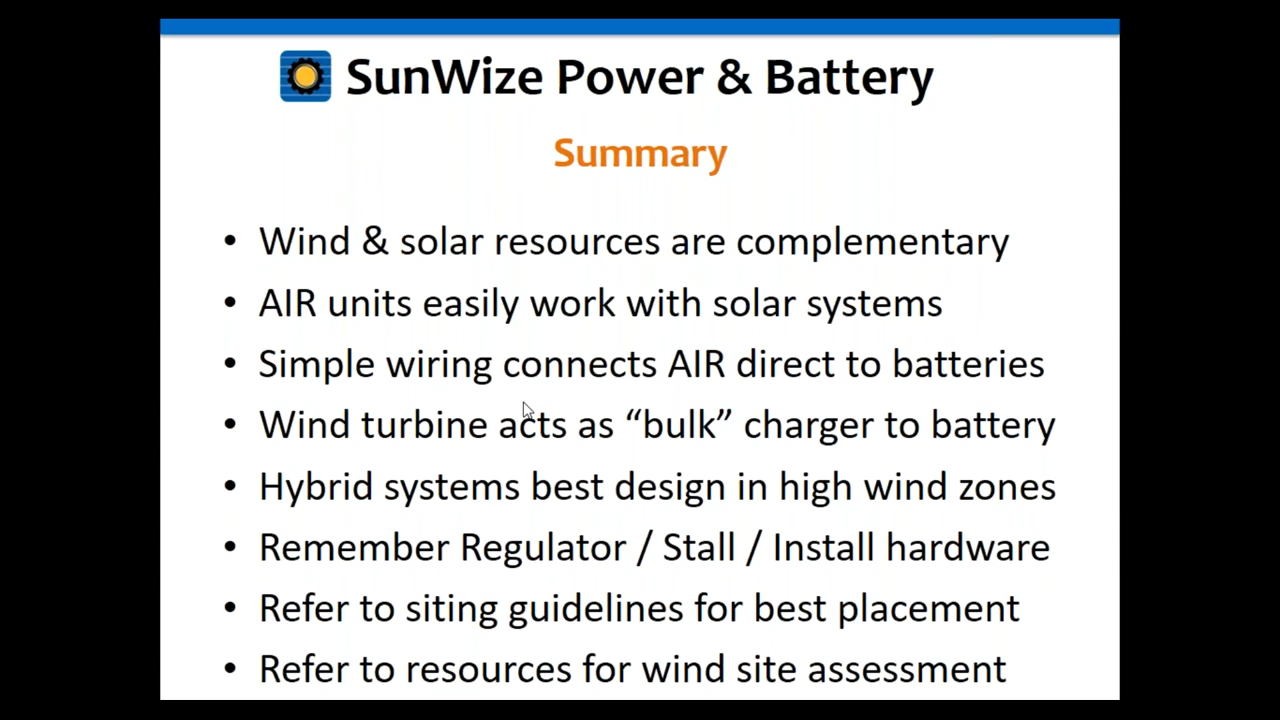 SunWize Power & Battery
Summary
• Wind & solar resources are complementary
• AIR units easily work with solar systems
• Simple wiring connects AIR direct to batteries
• Wind turbine acts as “bulk” charger to battery
• Hybrid systems best design in high wind zones
• Remember Regulator / Stall / Install hardware
• Refer to siting guidelines for best placement
• Refer to resources for wind site assessment